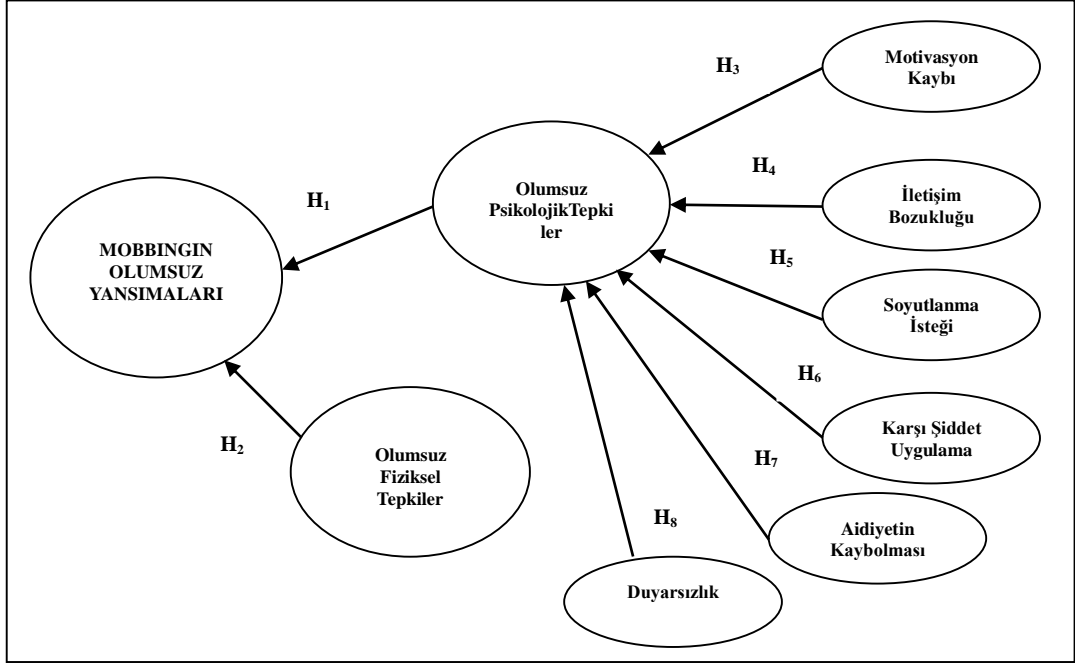 H3
Motivasyon
Kaybı
H4
İletişim
Bozukluğu
Olumsuz
PsikolojikTepki
ler
H1
MOBBINGIN
OLUMSUZ
YANSIMALARI
H5
Soyutlanma
İsteği
H6
Karşı Şiddet
Uygulama
H2
Olumsuz
Fiziksel
Tepkiler
H7
Aidiyetin
Kaybolması
H8
Duyarsızlık